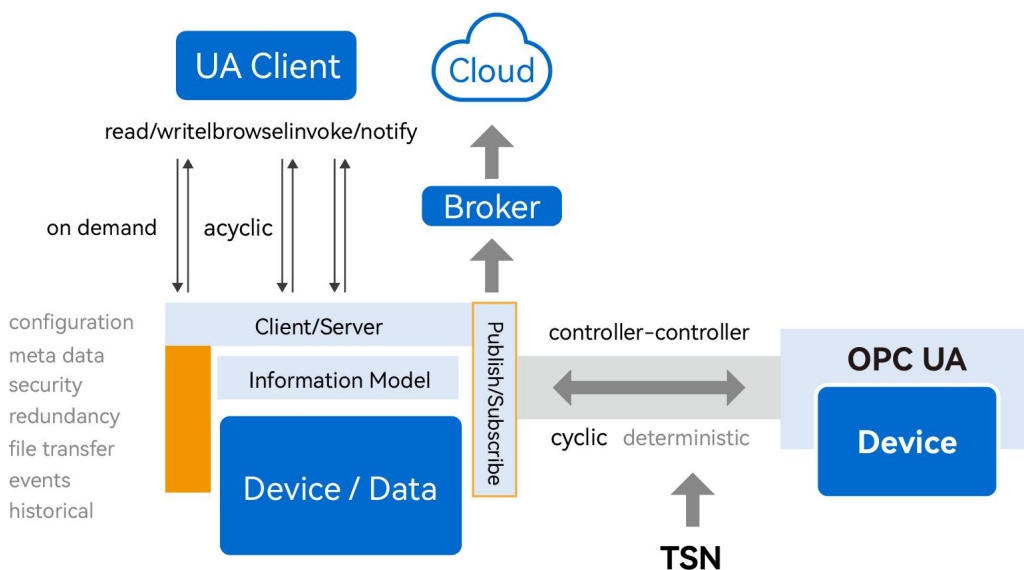 UA Client
Cloud
read/writelbrowselinvoke/notify
Broker
on demand
acyclic
configuration
meta data
security
redundancy
file transfer
events
historical
Client/Server
Information Model
Device / Data
Publish/Subscribe
controller-controller
cyclic deterministic
TSN
OPC UA
Device